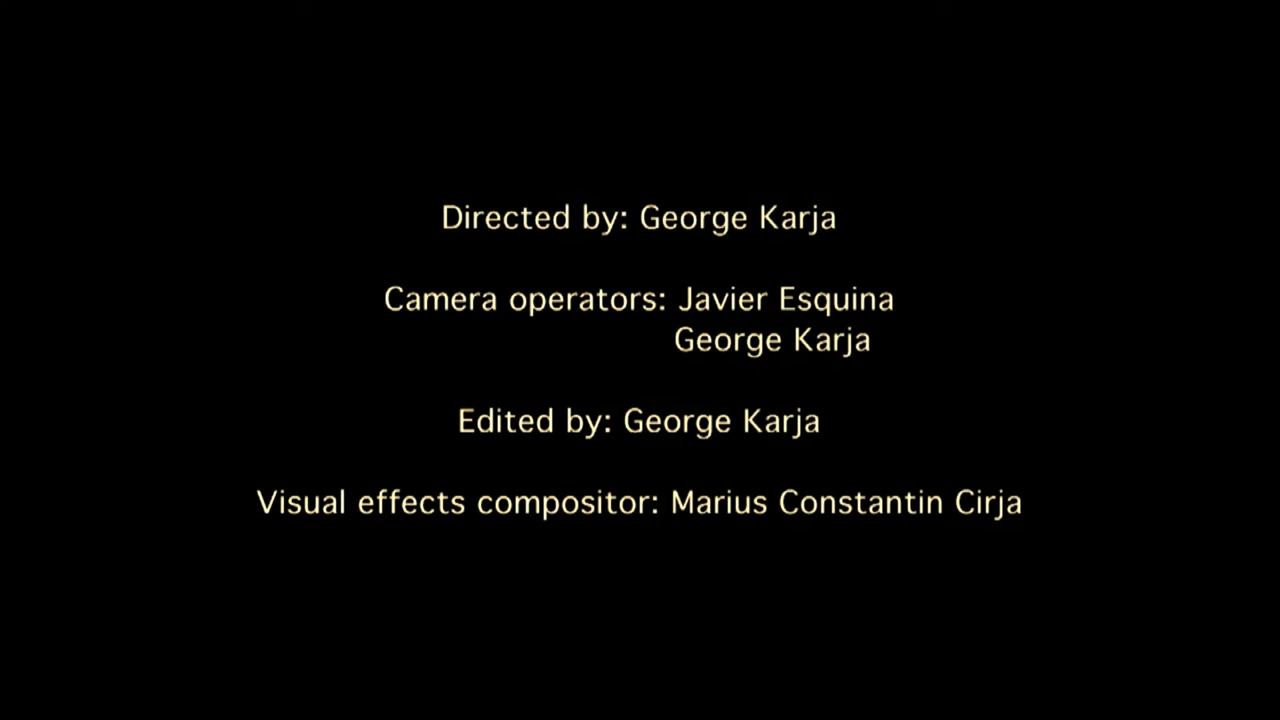 Directed by: George Karja
Camera operators: Javier Esquina
George Karja
Edited by: George Karja
Visual effects compositor: Marius Constantin Cirja